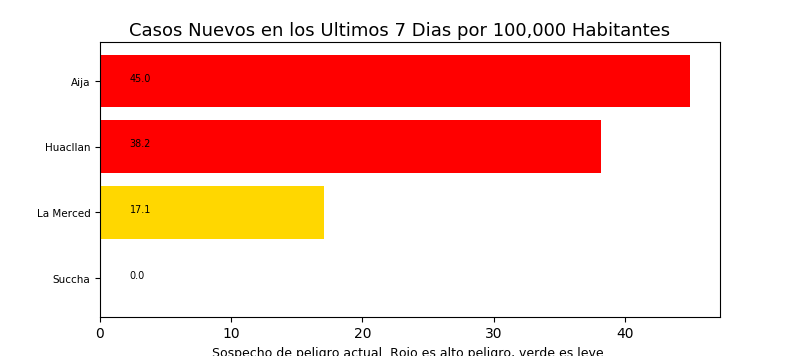 Casos Nuevos en los Ultimos 7 Dias por 100,000 Habitantes
Aija
45.0
Huacllan
38.2
La Merced
17.1
Succha
0.0
0 10 20 30 40
Sospecho de peligro actual. Rojo es alto peligro, verde es leve